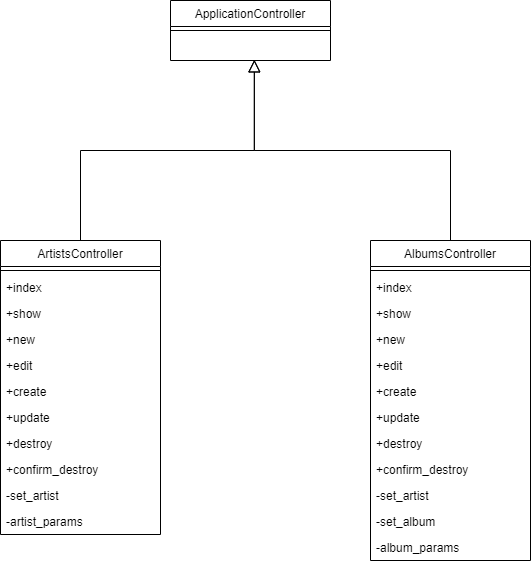 ApplicationController
ArtistsController
+index
+show
+new
+edit
+create
+update
+destroy
+confirm_destroy
-set_artist
-artist_params
AlbumsController
+index
+show
+new
+edit
+create
+update
+destroy
+confirm_destroy
-set_artist
-set_album
-album_params